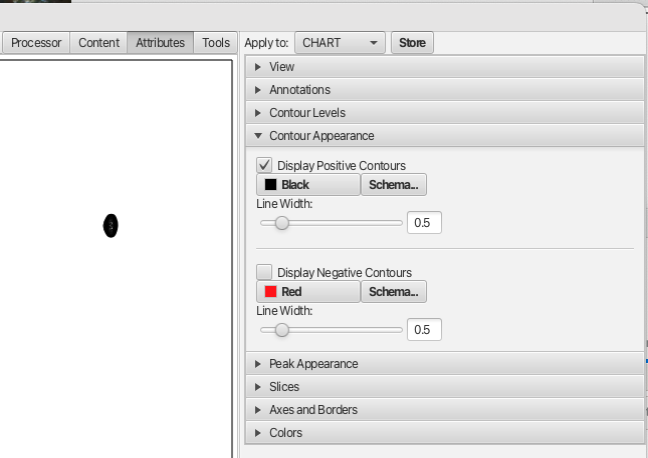 Processor Content Attributes Tools Apply to: CHART Store
View
Annotations
Contour Levels
Contour Appearance
Display Positive Contours
Black Schema...
Line Width:
0.5
Display Negative Contours
Red Schema...
Line Width:
0.5
Peak Appearance
Slices
Axes and Borders
Colors